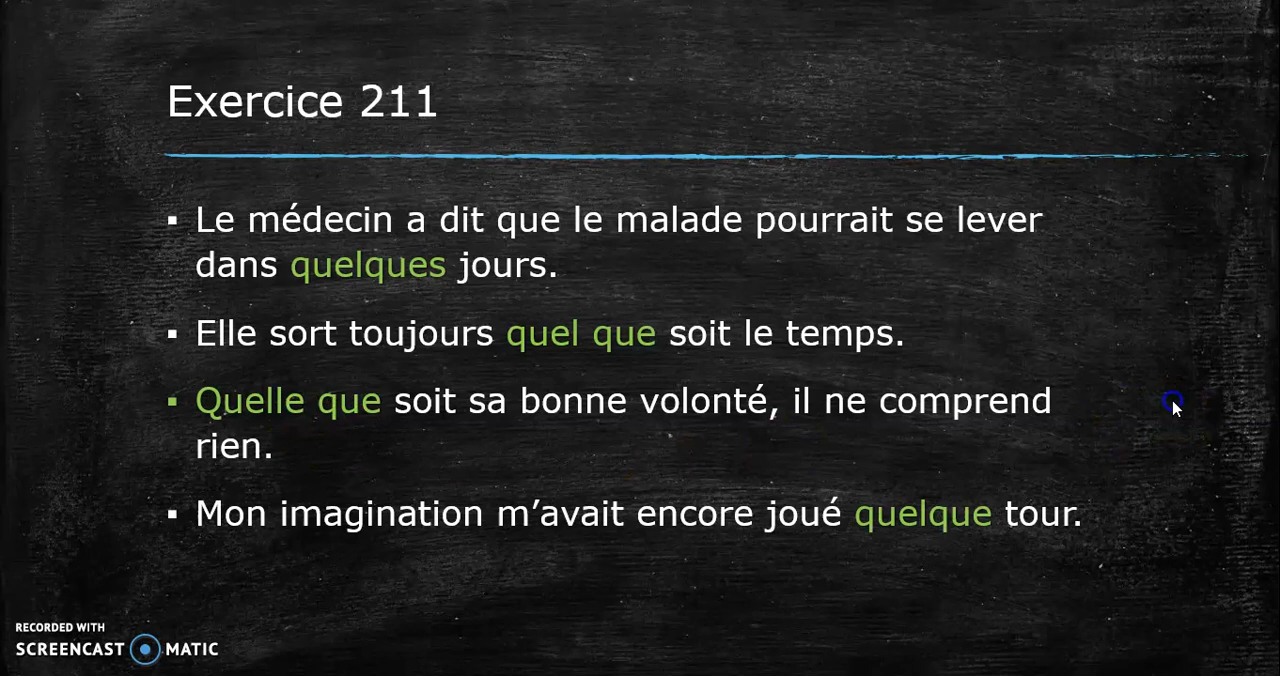 Exercice 211
▪ Le médecin a dit que le malade pourrait se lever
dans quelques jours.
▪ Elle sort toujours quel que soit le temps.
▪ Quelle que soit sa bonne volonté, il ne comprend
rien.
▪ Mon imagination m’avait encore joué quelque tour.
RECORDED WITH
SCREENCAST MATIC